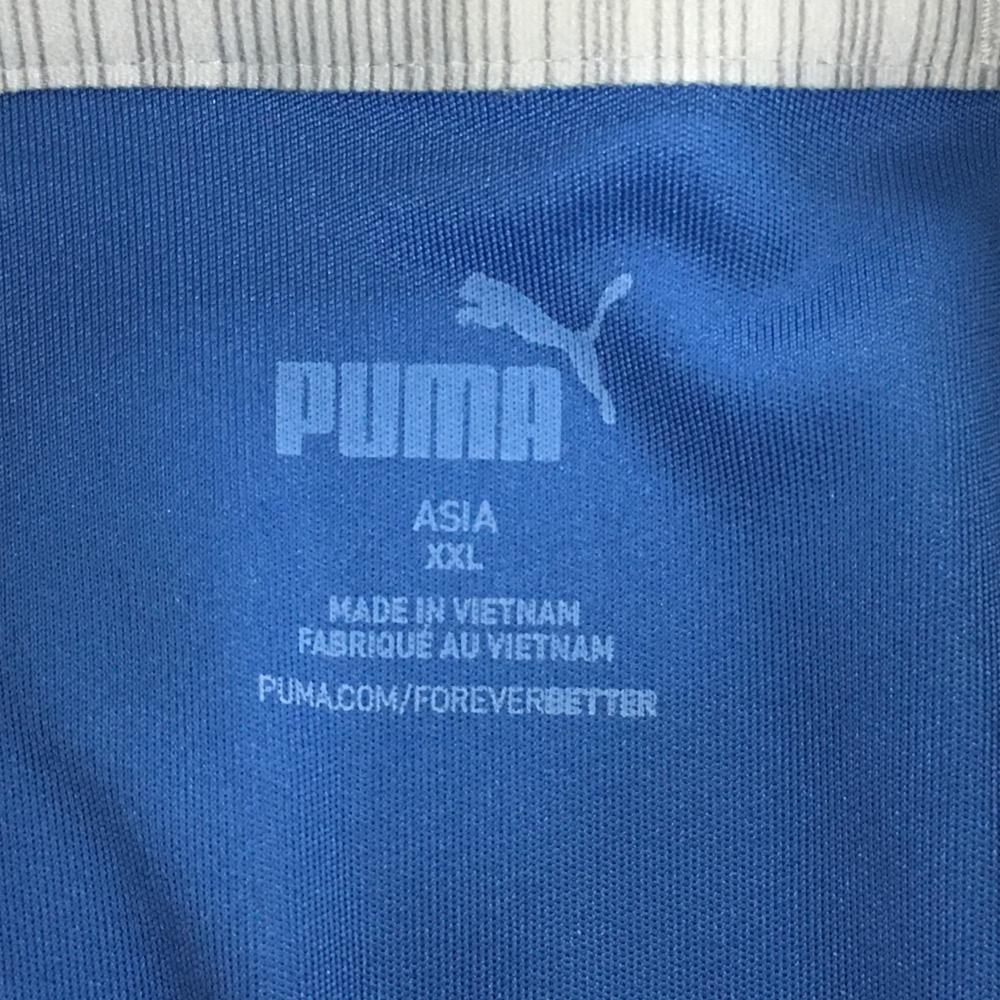 PUMA
ASIA
XXL
MADE IN VIETNAM
FABRIQUÉ AU VIETNAM
PUMA.COM/FOREVERBETTER